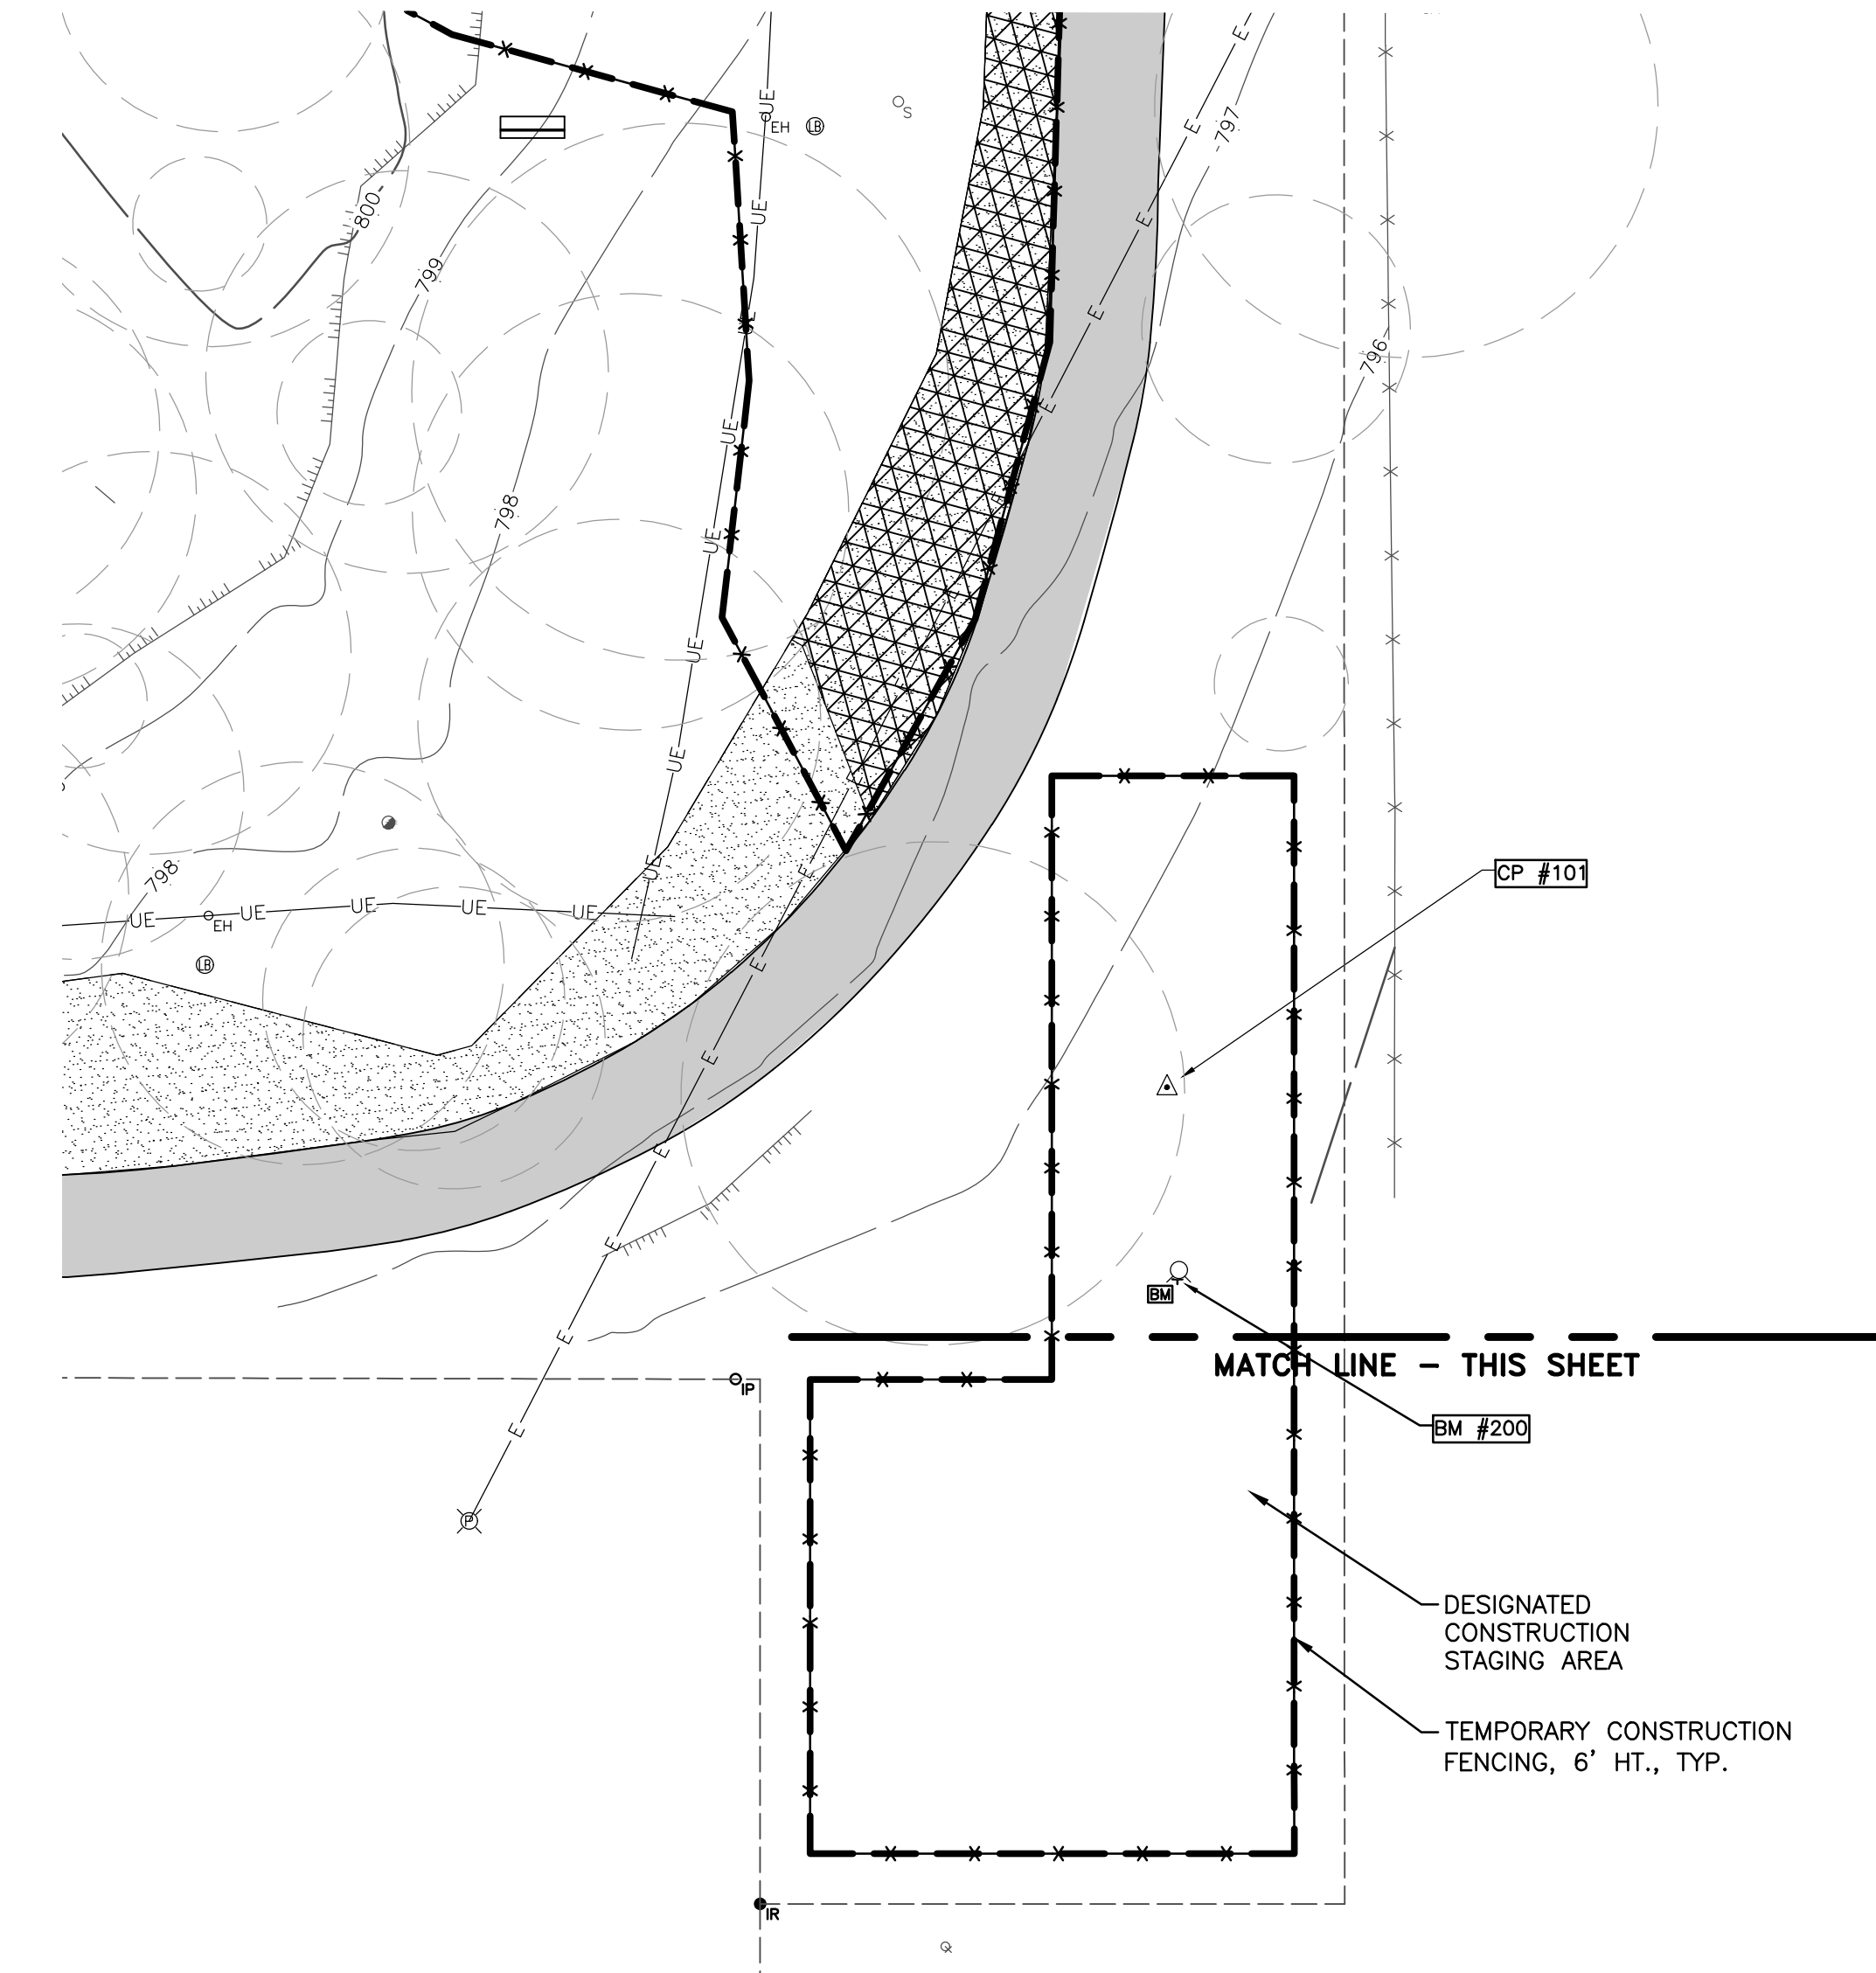 E
UE
EH
LB
S
E
-797
800-
UE
E
799
E
UE
796
UE
E
798
UE
UE
UE
CP #101
798
UE
E
UE
UE
UE
UE
UE
EH
LB
E
E
E
E
BM
E
MATCH LINE - THIS SHEET
IP
BM #200
E
P
DESIGNATED
CONSTRUCTION
STAGING AREA
TEMPORARY CONSTRUCTION
FENCING, 6' HT., TYP.
IR